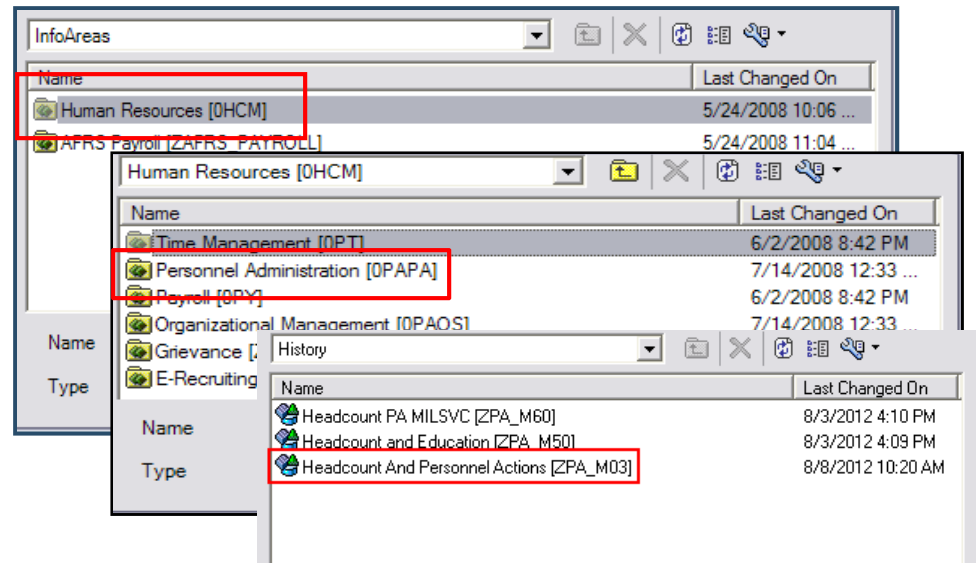 InfoAreas
Name Last Changed On
Human Resources [0HCM] 5/24/2008 10:06 ...
AFRS Payroll [ZAFRS_PAYROLL] 5/24/2008 11:04 ...
Name
Type
Human Resources [0HCM]
Name Last Changed On
Time Management [0PT] 6/2/2008 8:42 PM
Personnel Administration [0PAPA] 7/14/2008 12:33 ...
Payroll [0PY] 6/2/2008 8:42 PM
Organizational Management [0PAOS] 7/14/2008 12:33 ...
Grievance [
E-Recruiting
Name
Type
History
Name Last Changed On
Headcount PA MILSVC [ZPA_M60] 8/3/2012 4:10 PM
Headcount and Education [ZPA_M50] 8/3/2012 4:09 PM
Headcount And Personnel Actions [ZPA_M03] 8/8/2012 10:20 AM